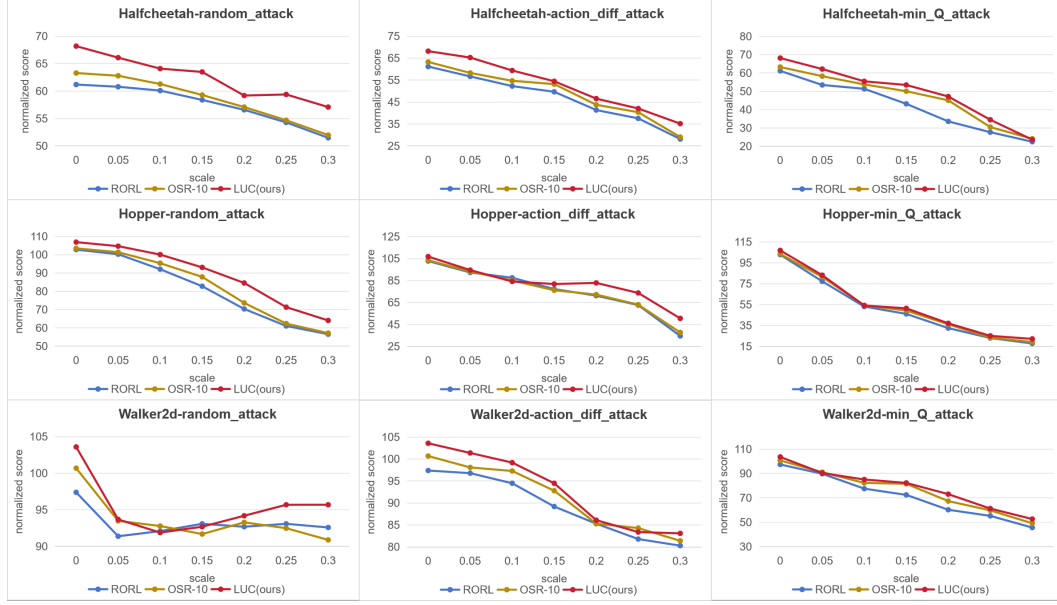 Halfcheetah-random_attack
70
65
60
55
50
normalized score
0 0.05 0.1 0.15 0.2 0.25 0.3
scale
RORL OSR-10 LUC(ours)
Halfcheetah-action_diff_attack
75
65
55
45
35
25
normalized score
0 0.05 0.1 0.15 0.2 0.25 0.3
scale
RORL OSR-10 LUC(ours)
Halfcheetah-min_Q_attack
80
70
60
50
40
30
20
normalized score
0 0.05 0.1 0.15 0.2 0.25 0.3
scale
RORL OSR-10 LUC(ours)
Hopper-random_attack
110
100
90
80
70
60
50
normalized score
0 0.05 0.1 0.15 0.2 0.25 0.3
scale
RORL OSR-10 LUC(ours)
Hopper-action_diff_attack
125
105
85
65
45
25
normalized score
0 0.05 0.1 0.15 0.2 0.25 0.3
scale
RORL OSR-10 LUC(ours)
Hopper-min_Q_attack
115
95
75
55
35
15
normalized score
0 0.05 0.1 0.15 0.2 0.25 0.3
scale
RORL OSR-10 LUC(ours)
Walker2d-random_attack
105
100
95
90
normalized score
0 0.05 0.1 0.15 0.2 0.25 0.3
scale
RORL OSR-10 LUC(ours)
Walker2d-action_diff_attack
105
100
95
90
85
80
normalized score
0 0.05 0.1 0.15 0.2 0.25 0.3
scale
RORL OSR-10 LUC(ours)
Walker2d-min_Q_attack
110
90
70
50
30
normalized score
0 0.05 0.1 0.15 0.2 0.25 0.3
scale
RORL OSR-10 LUC(ours)